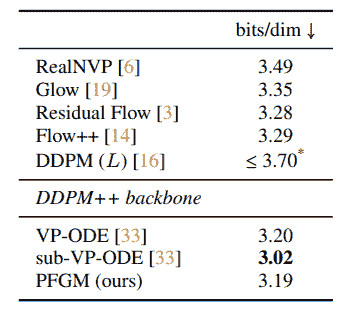 bits/dim ↓
RealNVP [6] 3.49
Glow [19] 3.35
Residual Flow [3] 3.28
Flow++ [14] 3.29
DDPM (L) [16] ≤ 3.70*
DDPM++ backbone
VP-ODE [33] 3.20
sub-VP-ODE [33] 3.02
PFGM (ours) 3.19